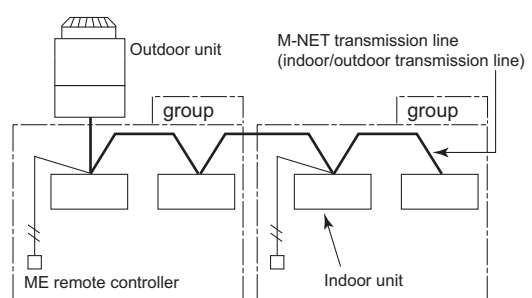 Outdoor unit
M-NET transmission line
(indoor/outdoor transmission line)
group
group
ME remote controller
Indoor unit